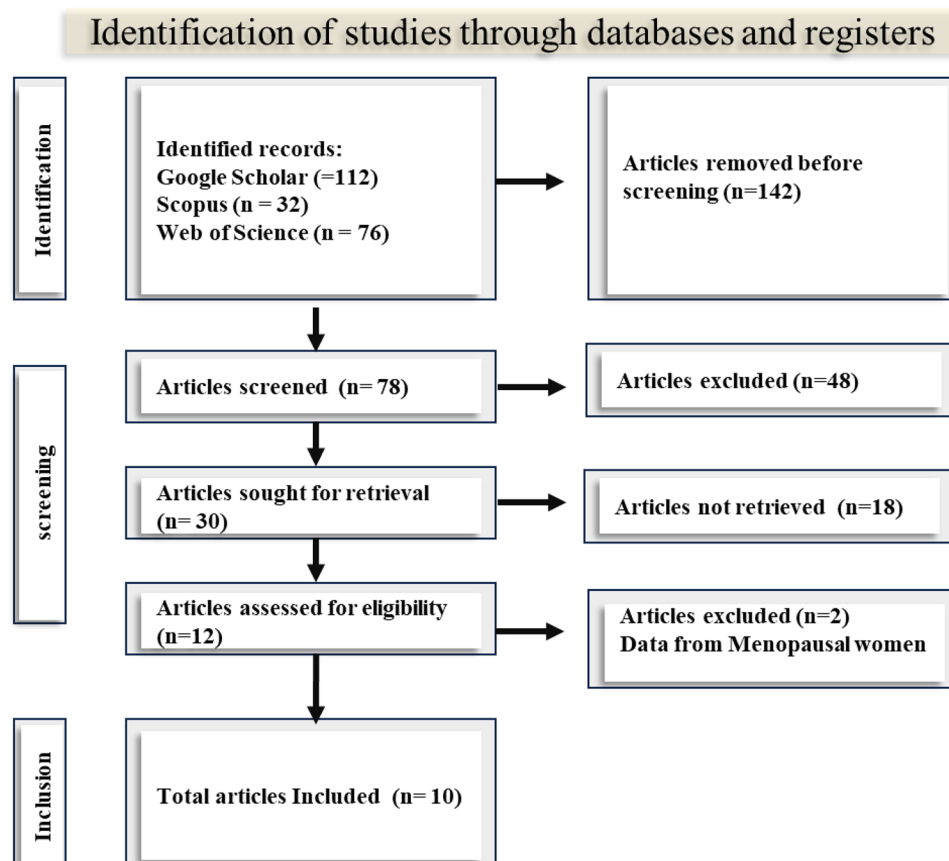 Identification of studies through databases and registers
Identification
Identified records:
Google Scholar (=112)
Scopus (n = 32)
Web of Science (n = 76)
Articles removed before
screening (n=142)
screening
Articles screened (n= 78)
Articles excluded (n=48)
Articles sought for retrieval
(n= 30)
Articles not retrieved (n=18)
Articles assessed for eligibility
(n=12)
Articles excluded (n=2)
Data from Menopausal women
Inclusion
Total articles Included (n= 10)